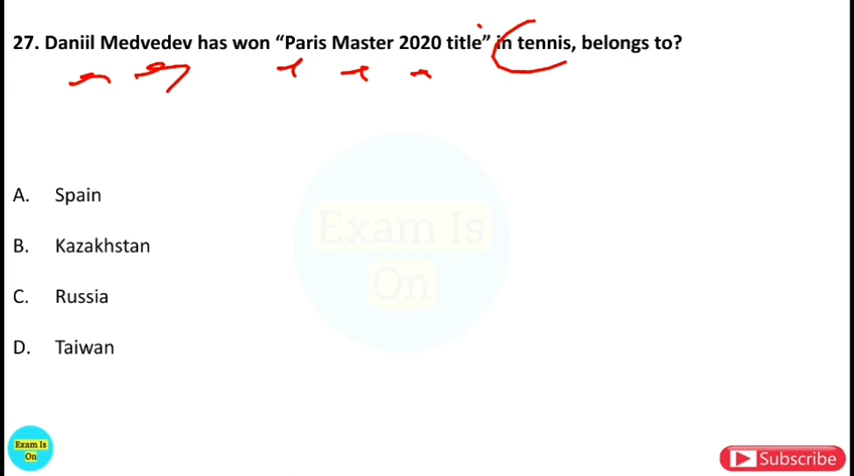 27. Daniil Medvedev has won “Paris Master 2020 title” in tennis, belongs to?
A. Spain
B. Kazakhstan
C. Russia
D. Taiwan
Exam Is
On
Exam Is
On
Subscribe